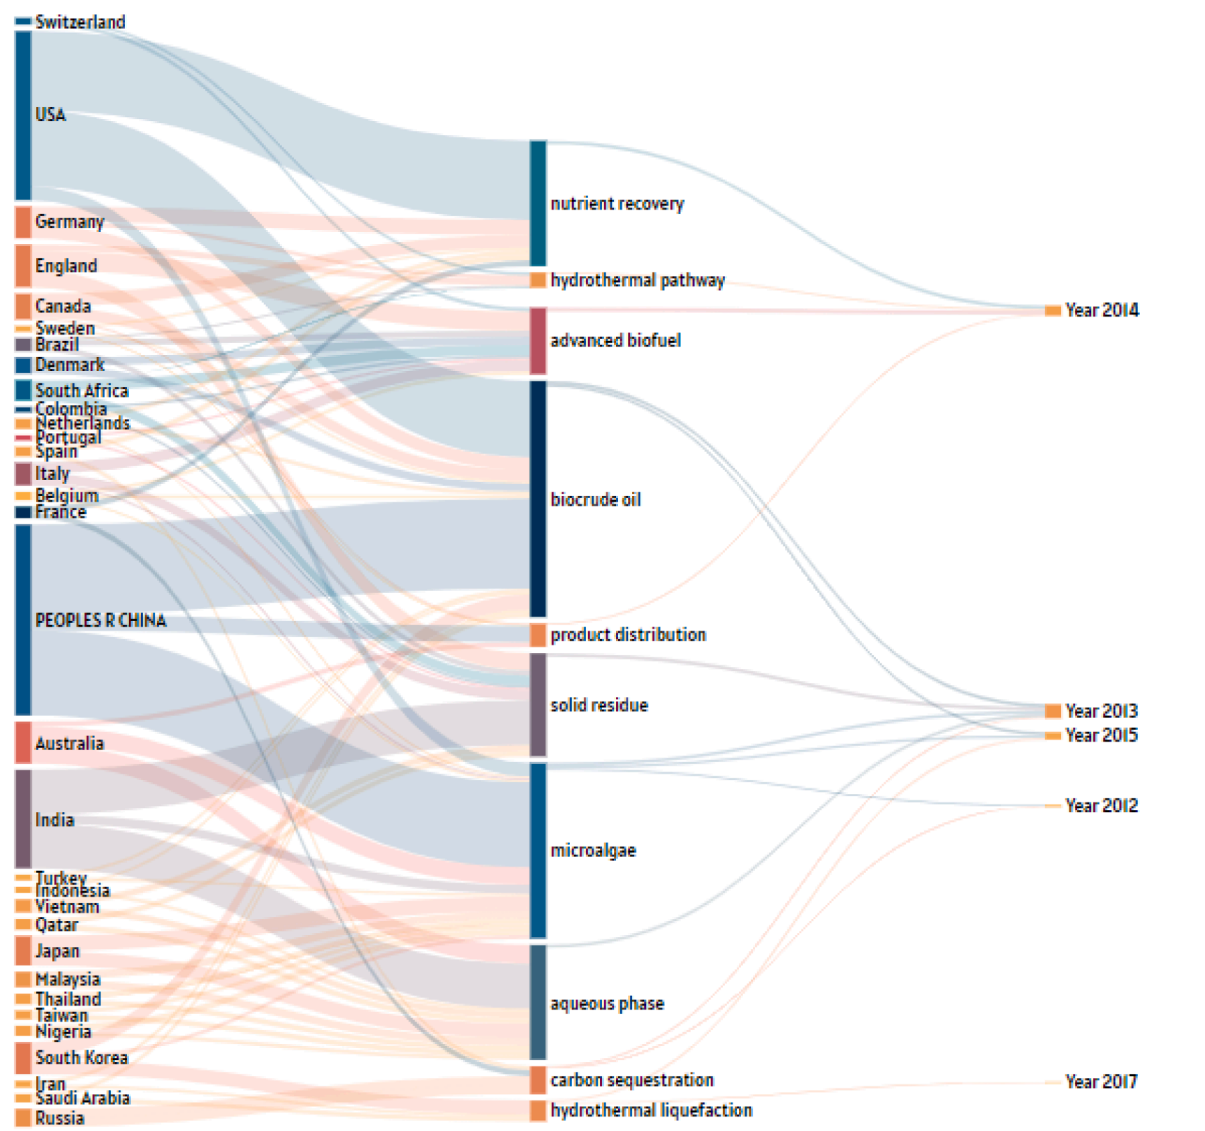 Switzerland
USA
Germany
England
Canada
Sweden
Brazil
Denmark
South Africa
Colombia
Netherlands
Portugal
Spain
Italy
Belgium
France
PEOPLES R CHINA
Australia
India
Turkey
Indonesia
Vietnam
Qatar
Japan
Malaysia
Thailand
Taiwan
Nigeria
South Korea
Iran
Saudi Arabia
Russia
nutrient recovery
hydrothermal pathway
advanced biofuel
biocrude oil
product distribution
solid residue
microalgae
aqueous phase
carbon sequestration
hydrothermal liquefaction
Year 2014
Year 2013
Year 2015
Year 2012
Year 2017